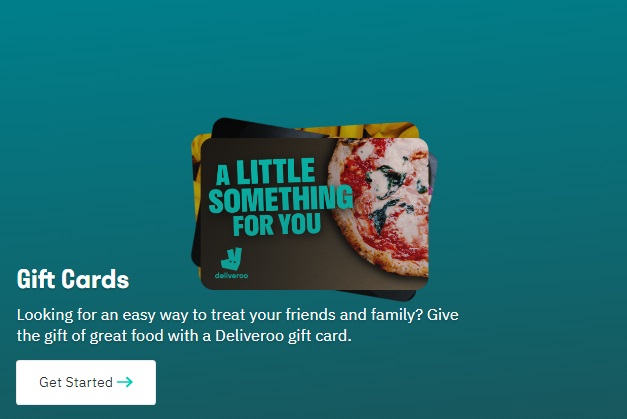 A LITTLE
SOMETHING
FOR YOU
deliveroo
Gift Cards
Looking for an easy way to treat your friends and family? Give
the gift of great food with a Deliveroo gift card.
Get Started →